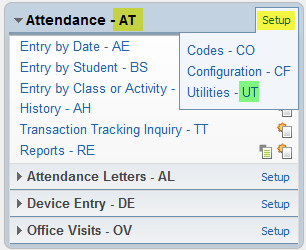 Attendance - AT
Setup
Entry by Date - AE
Entry by Student - BS
Entry by Class or Activity -
History - AH
Transaction Tracking Inquiry - TT
Reports - RE
Codes - CO
Configuration - CF
Utilities - UT
Attendance Letters - AL
Setup
Device Entry - DE
Setup
Office Visits - OV
Setup